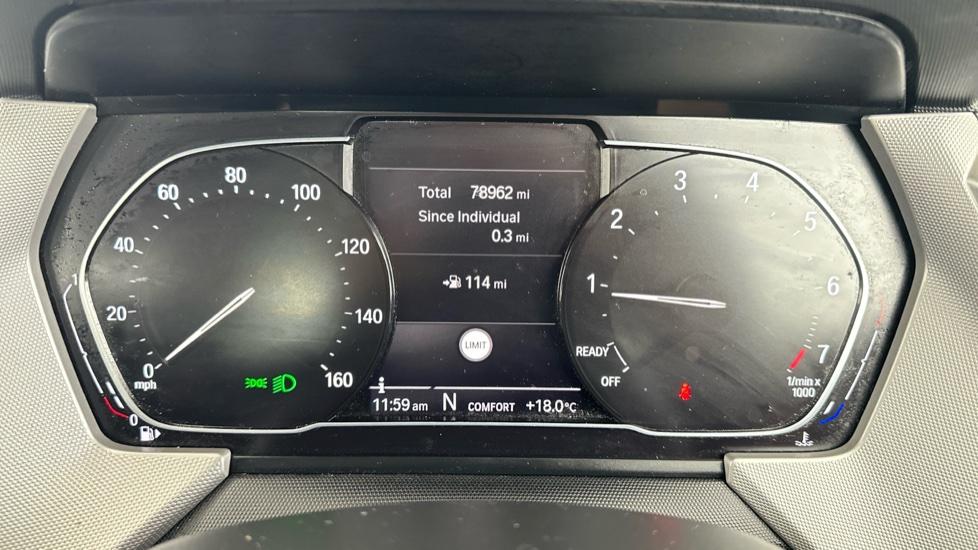 Total 78962 mi
Since Individual
0.3 mi
114 mi
LIMIT
11:59 am N COMFORT +18.0°C
0
20
40
60
80
100
120
140
160
mph
1
0
1
2
3
4
5
6
7
READY
OFF
1/min x
1000